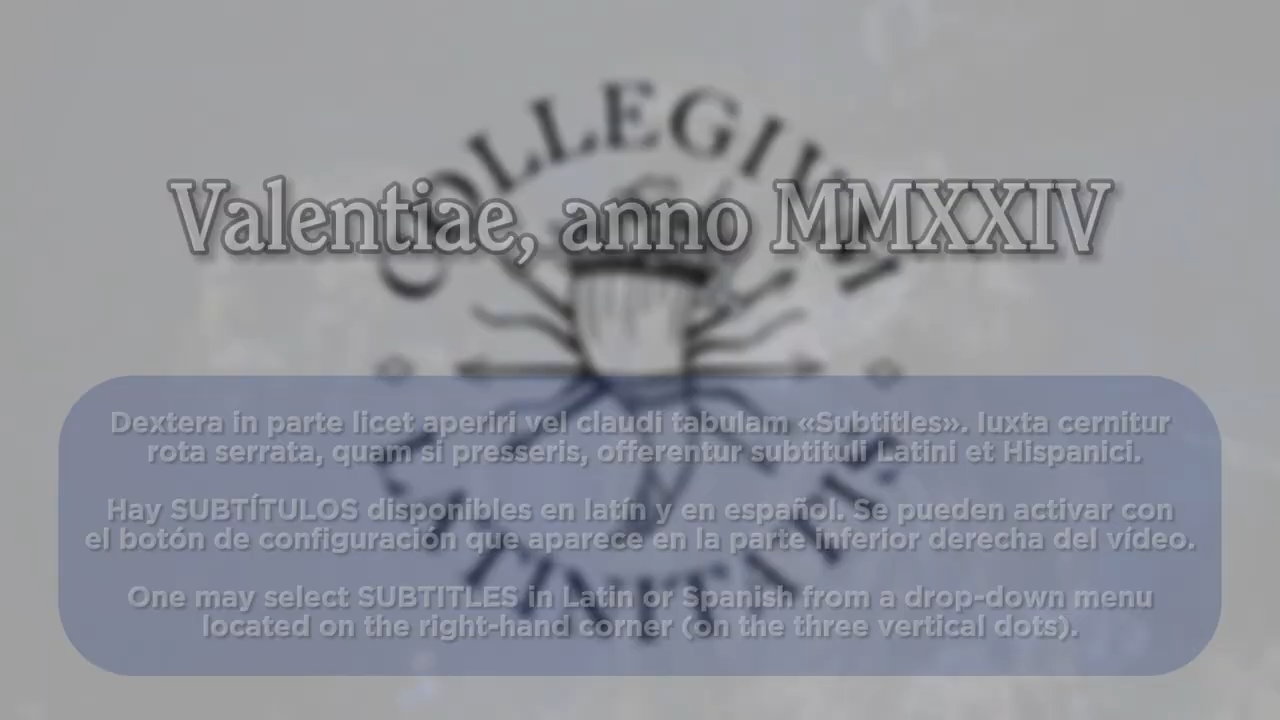 COLLEGIVM
Valentiae, anno MMXXIV
Dextera in parte licet aperiri vel claudi tabulam «Subtitles». Iuxta cernitur
rota serrata, quam si presseris, offerentur subtituli Latini et Hispanici.
Hay SUBTÍTULOS disponibles en latín y en español. Se pueden activar con
el botón de configuración que aparece en la parte inferior derecha del vídeo.
One may select SUBTITLES in Latin or Spanish from a drop-down menu
located on the right-hand corner (on the three vertical dots).
LATINITATIS